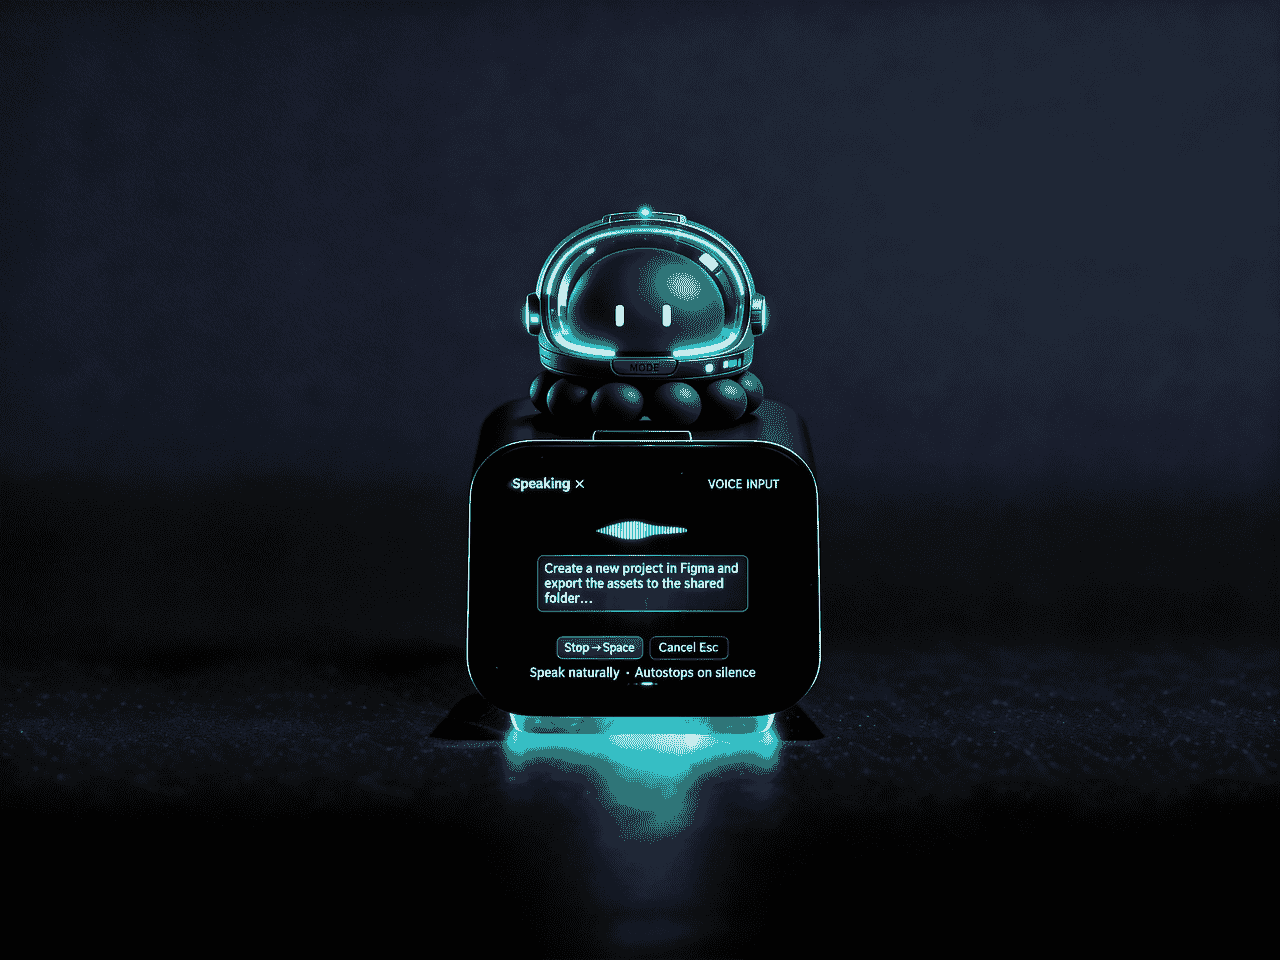 MODE
Speaking ×
VOICE INPUT
Create a new project in Figma and
export the assets to the shared
folder...
Stop → Space
Cancel Esc
Speak naturally · Autostops on silence